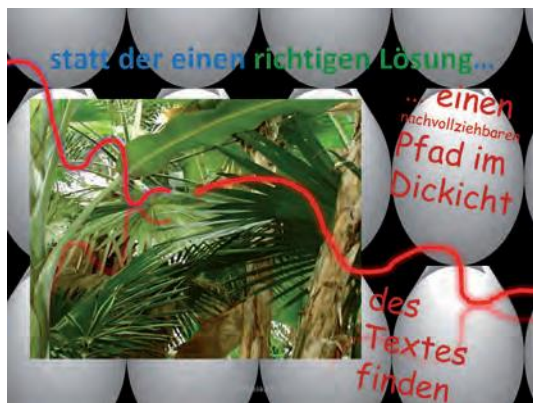 statt der einen richtigen Lösung...
... einen
nachvollziehbaren
Pfad im
Dickicht
des
Textes
finden